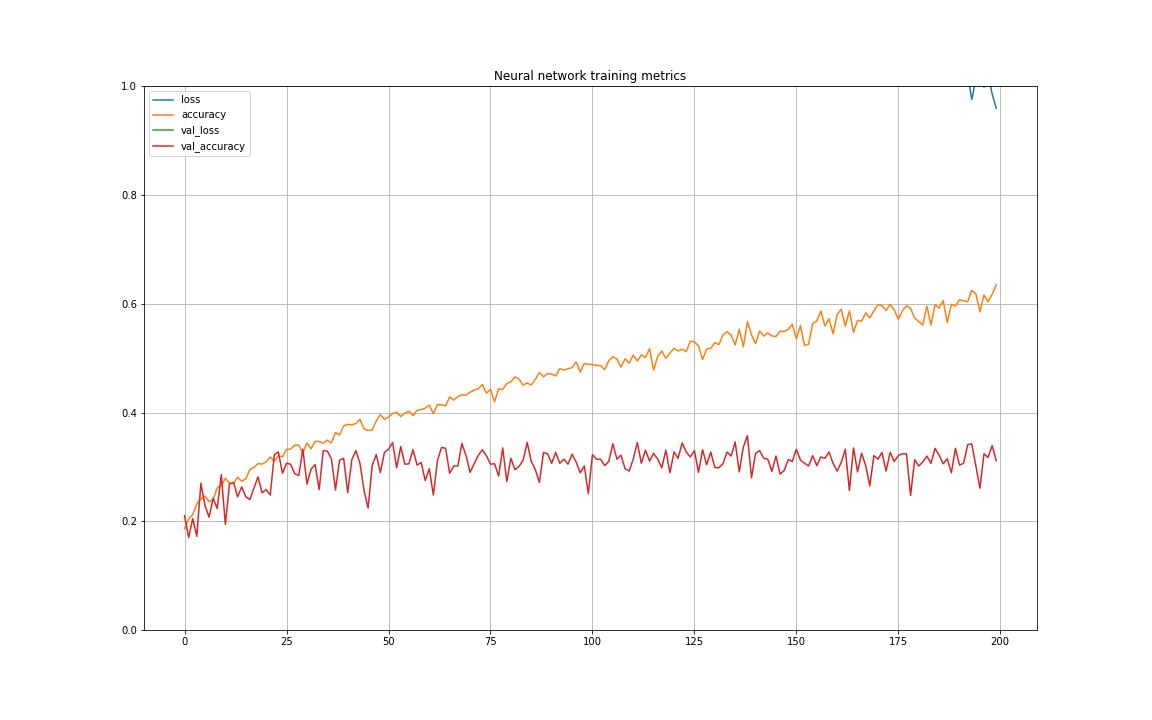 Neural network training metrics
loss
accuracy
val_loss
val_accuracy
1.0
0.8
0.6
0.4
0.2
0.0
0 25 50 75 100 125 150 175 200